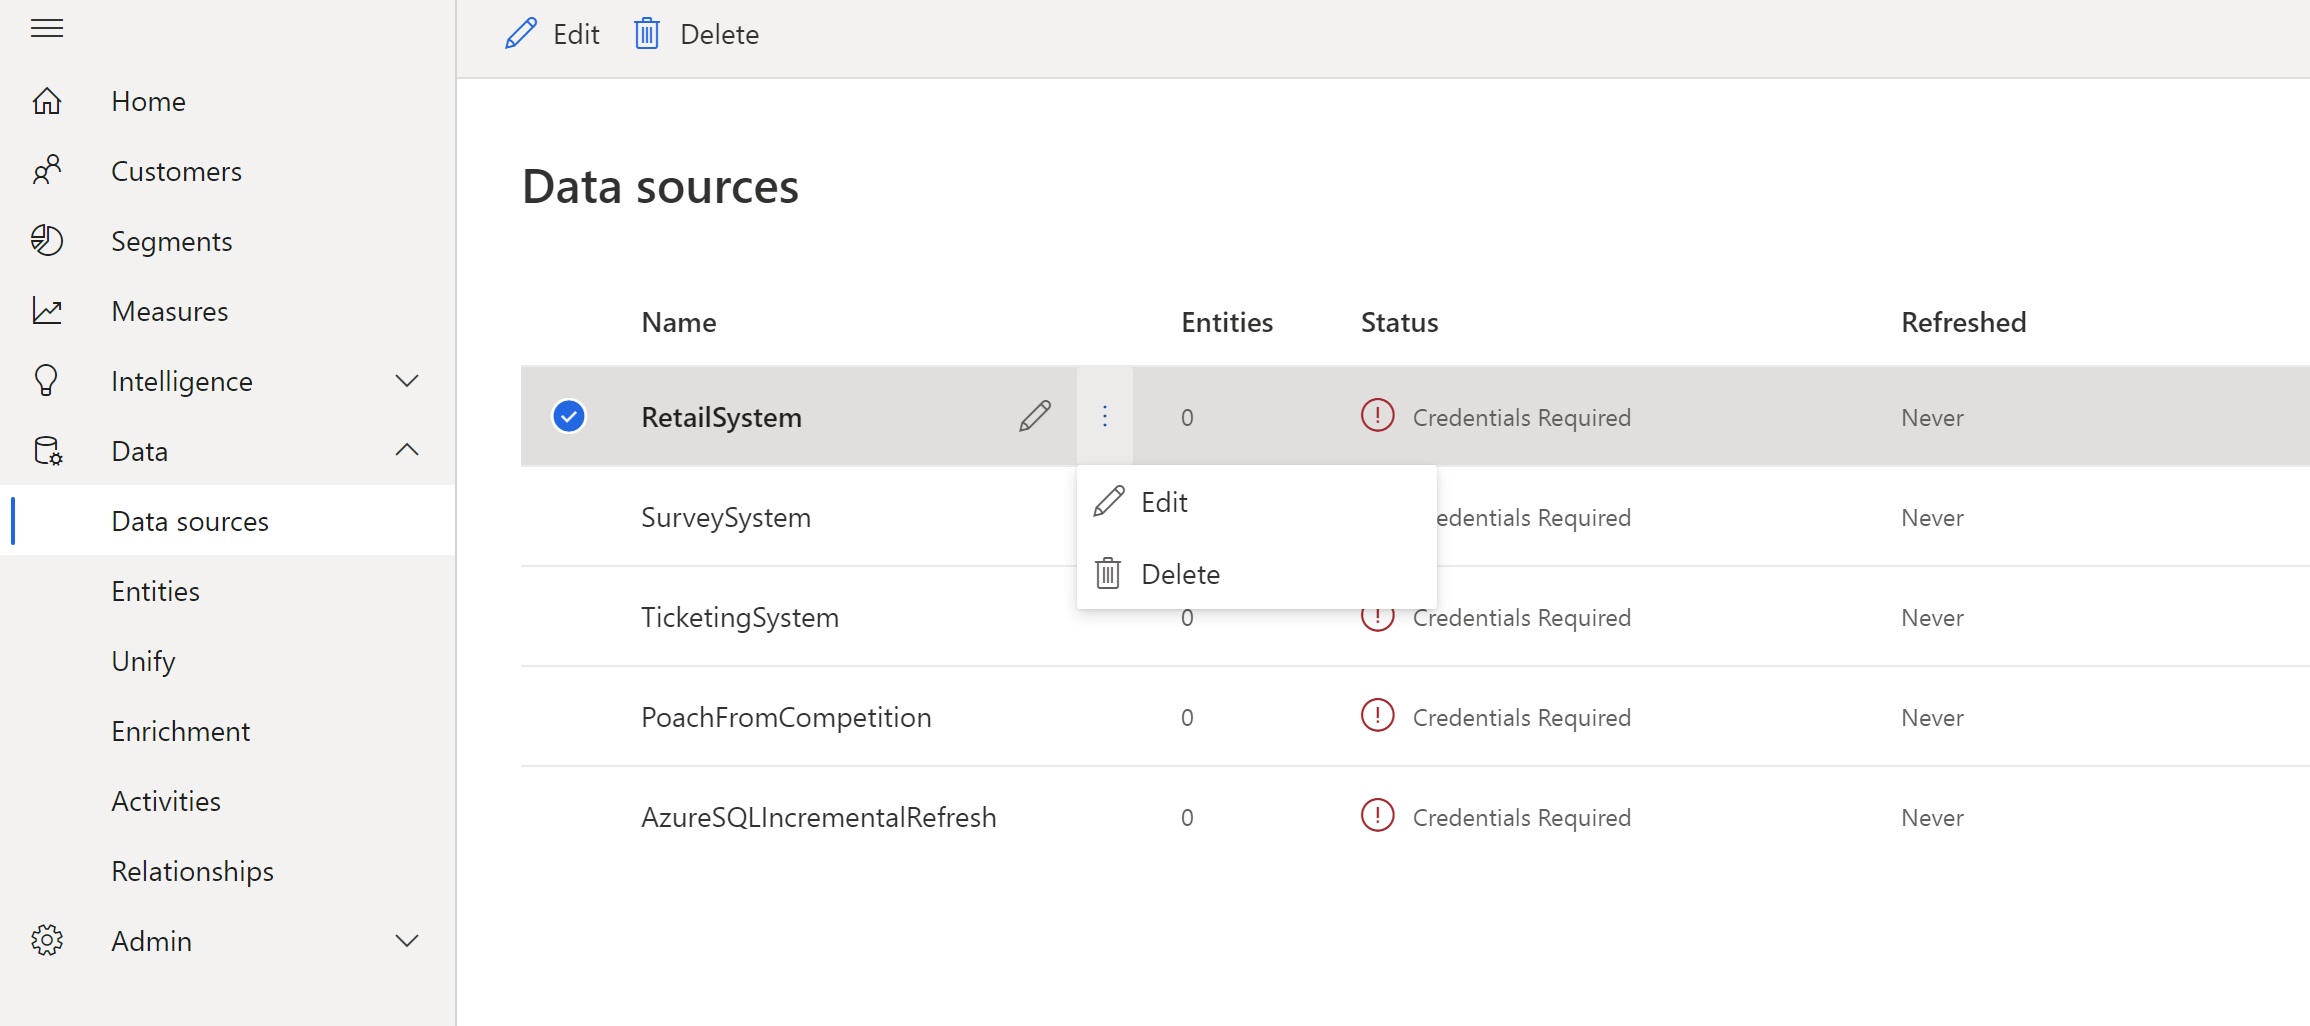 Edit Delete
Home
Customers
Segments
Measures
Intelligence
Data
Data sources
Entities
Unify
Enrichment
Activities
Relationships
Admin
Data sources
Name Entities Status Refreshed
RetailSystem 0 Credentials Required Never
SurveySystem Required Never
Edit
Delete
TicketingSystem 0 Credentials Required Never
PoachFromCompetition 0 Credentials Required Never
AzureSQLIncrementalRefresh 0 Credentials Required Never